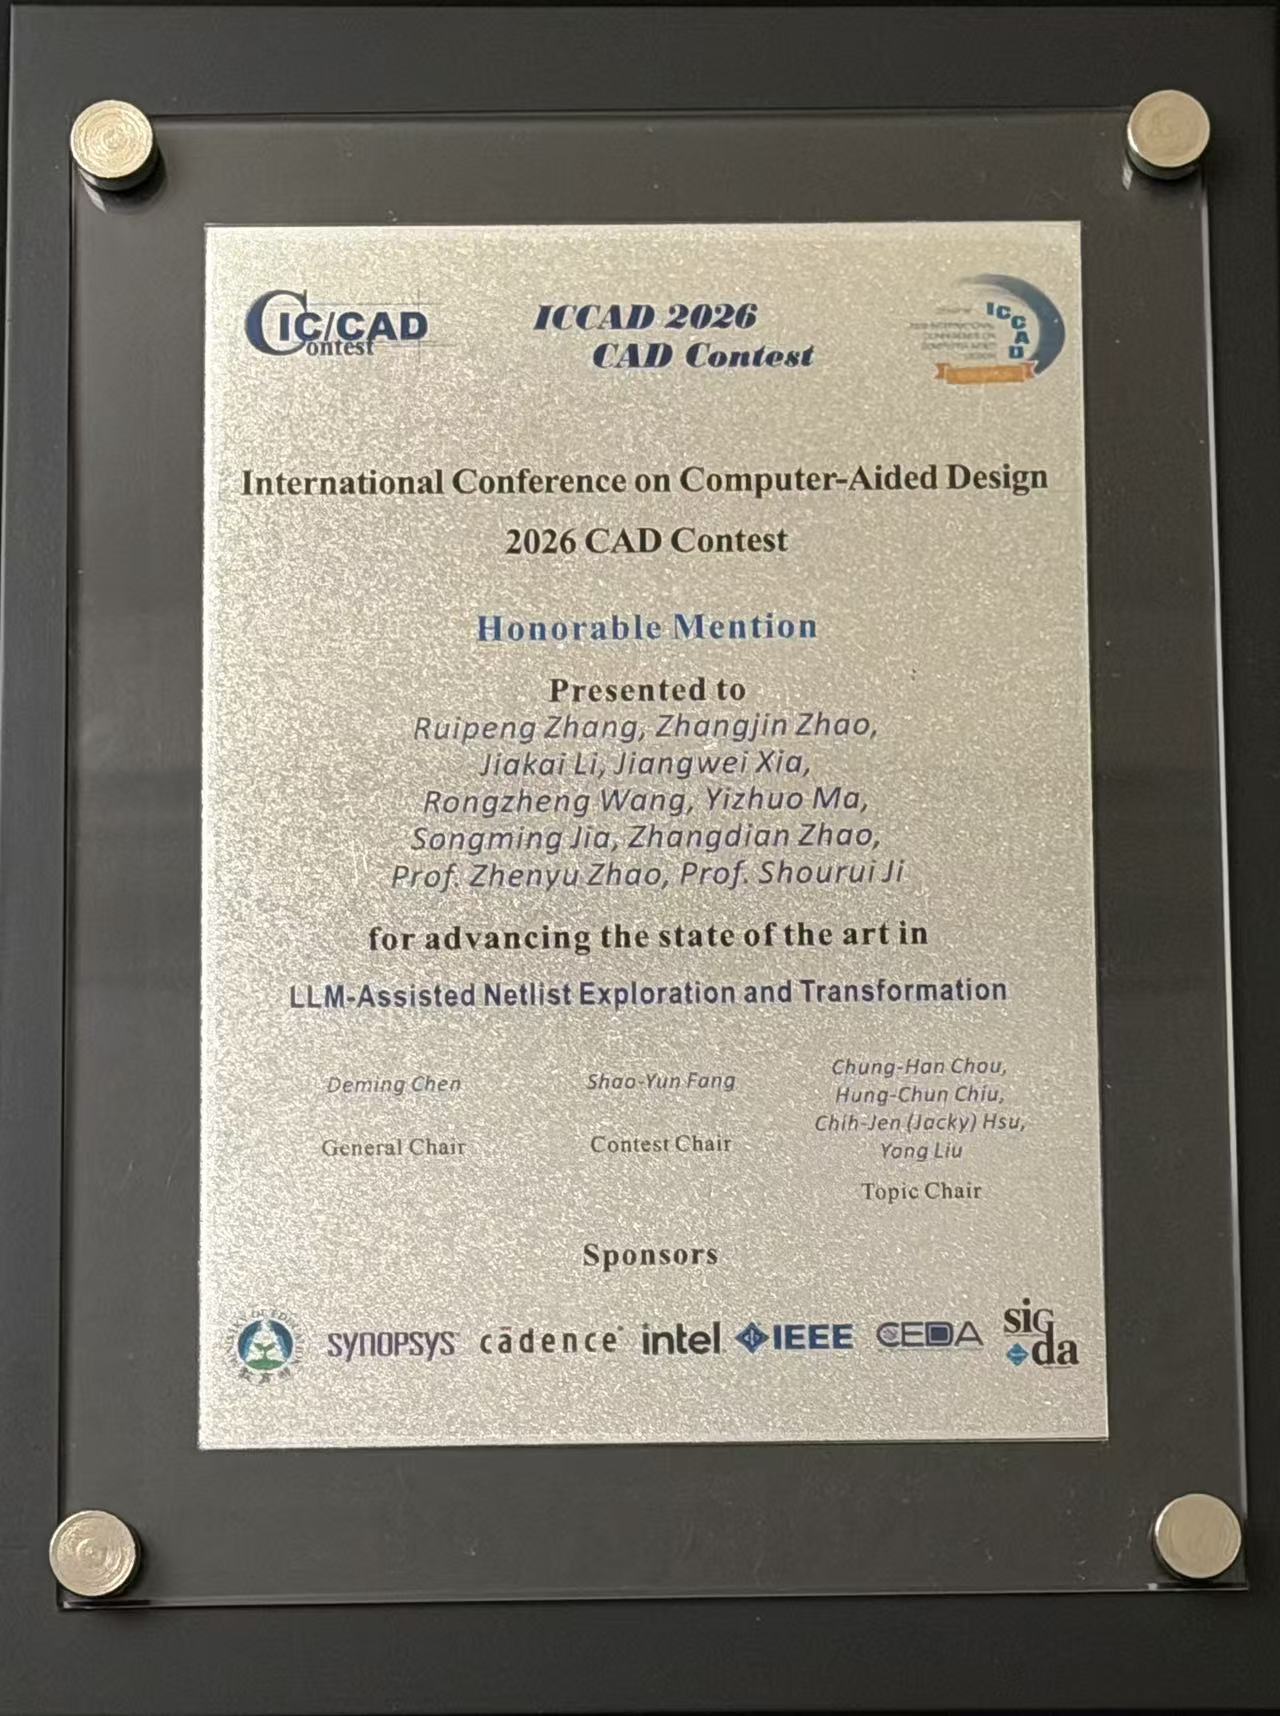 CIC/CAD
Contest
ICCAD 2026
CAD Contest
ICCAD
International Conference on Computer-Aided Design
2026 CAD Contest
Honorable Mention
Presented to
Ruipeng Zhang, Zhangjin Zhao,
Jiakai Li, Jiangwei Xia,
Rongzheng Wang, Yizhuo Ma,
Songming Jia, Zhangdian Zhao,
Prof. Zhenyu Zhao, Prof. Shourui Ji
for advancing the state of the art in
LLM-Assisted Netlist Exploration and Transformation
Deming Chen
General Chair
Shao-Yun Fang
Contest Chair
Chung-Han Chou,
Hung-Chun Chiu,
Chih-Jen (Jacky) Hsu,
Yang Liu
Topic Chair
Sponsors
SYNOPSYS cādence intel IEEE CEDA sigda